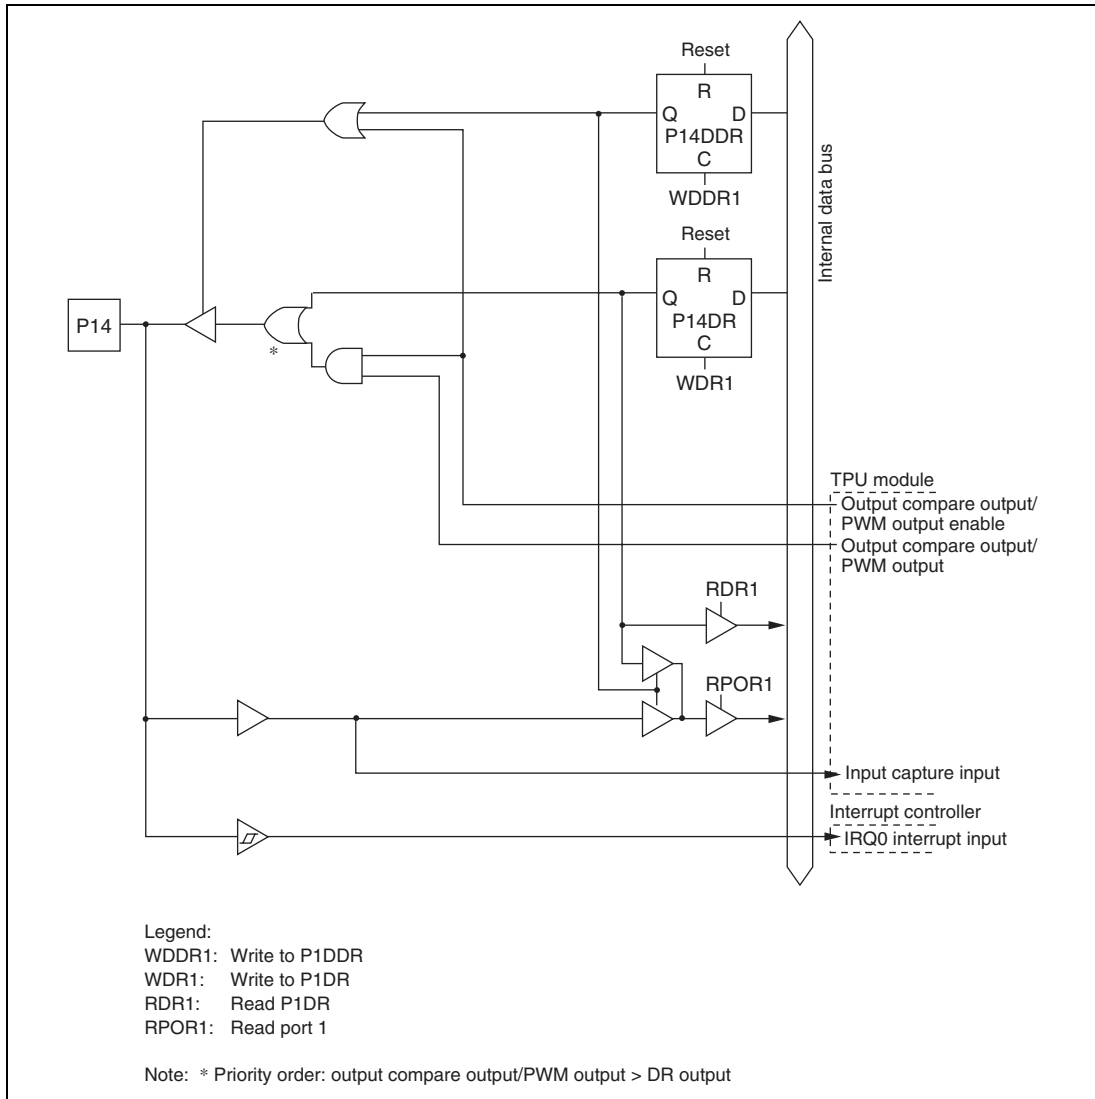 Reset
R
Q D
P14DDR
C
WDDR1
Internal data bus
Reset
R
Q D
P14DR
C
WDR1
P14
*
TPU module
Output compare output/
PWM output enable
Output compare output/
PWM output
RDR1
RPOR1
Input capture input
Interrupt controller
IRQ0 interrupt input
Legend:
WDDR1: Write to P1DDR
WDR1: Write to P1DR
RDR1: Read P1DR
RPOR1: Read port 1
Note: * Priority order: output compare output/PWM output > DR output